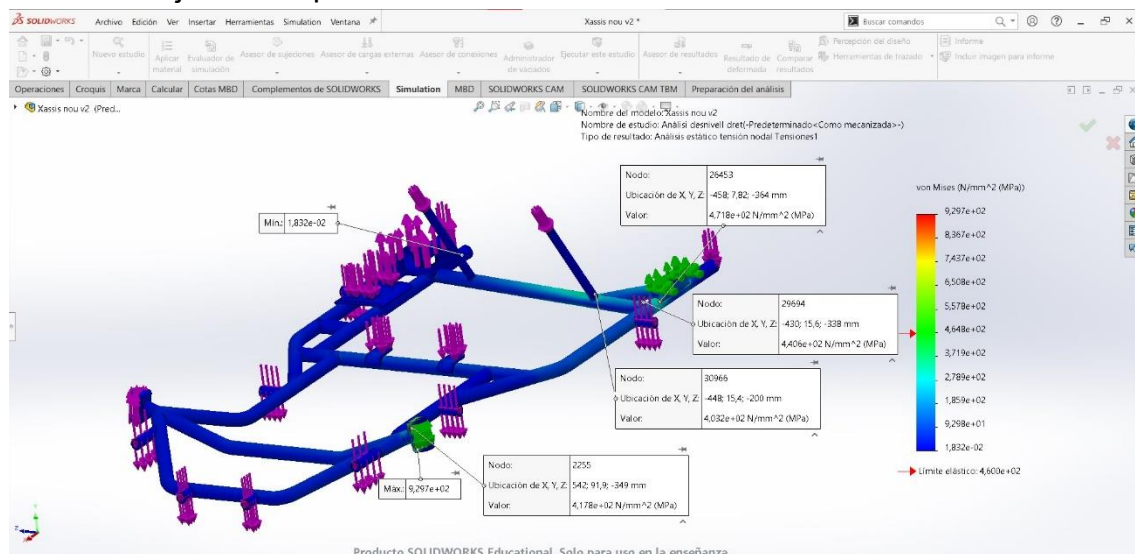 SOLIDWORKS Archivo Edición Ver Insertar Herramientas Simulation Ventana Xassis nou v2 * Buscar comandos
Nuevo estudio Aplicar material Evaluador de simulación Asesor de sujeciones Asesor de cargas externas Asesor de conexiones Administrador de vaciados Ejecutar este estudio Asesor de resultados Resultado de deformada Comparar resultados Percepción del diseño Herramientas de trazado Informe Incluir imagen para informe
Operaciones Croquis Marca Calcular Cotas MBD Complementos de SOLIDWORKS Simulation MBD SOLIDWORKS CAM SOLIDWORKS CAM TBM Preparación del análisis
Xassis nou v2 (Pred...
Nombre del modelo: Xassis nou v2
Nombre de estudio: Análisi desnivell dret(-Predeterminado<Como mecanizada>-)
Tipo de resultado: Análisis estático tensión nodal Tensiones1
Nodo: 26453
Ubicación de X, Y, Z: -458; 7,82; -364 mm
Valor: 4,718e+02 N/mm^2 (MPa)
Mín.: 1,832e-02
Nodo: 29694
Ubicación de X, Y, Z: -430; 15,6; -338 mm
Valor: 4,406e+02 N/mm^2 (MPa)
Nodo: 30966
Ubicación de X, Y, Z: -448; 15,4; -200 mm
Valor: 4,032e+02 N/mm^2 (MPa)
Nodo: 2255
Ubicación de X, Y, Z: 542; 91,9; -349 mm
Valor: 4,178e+02 N/mm^2 (MPa)
Máx.: 9,297e+02
von Mises (N/mm^2 (MPa))
9,297e+02
8,367e+02
7,437e+02
6,508e+02
5,578e+02
4,648e+02
3,719e+02
2,789e+02
1,859e+02
9,298e+01
1,832e-02
Límite elástico: 4,600e+02
Producto SOLIDWORKS Educational. Solo para uso en la enseñanza.